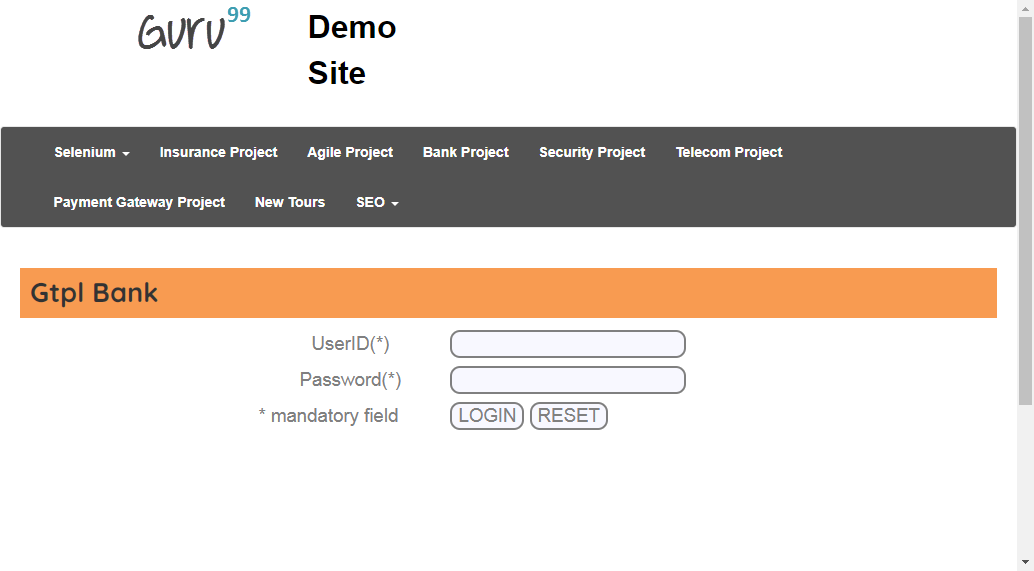 Guru99
Demo
Site
Selenium Insurance Project Agile Project Bank Project Security Project Telecom Project
Payment Gateway Project New Tours SEO
Gtpl Bank
UserID(*)
Password(*)
* mandatory field LOGIN RESET